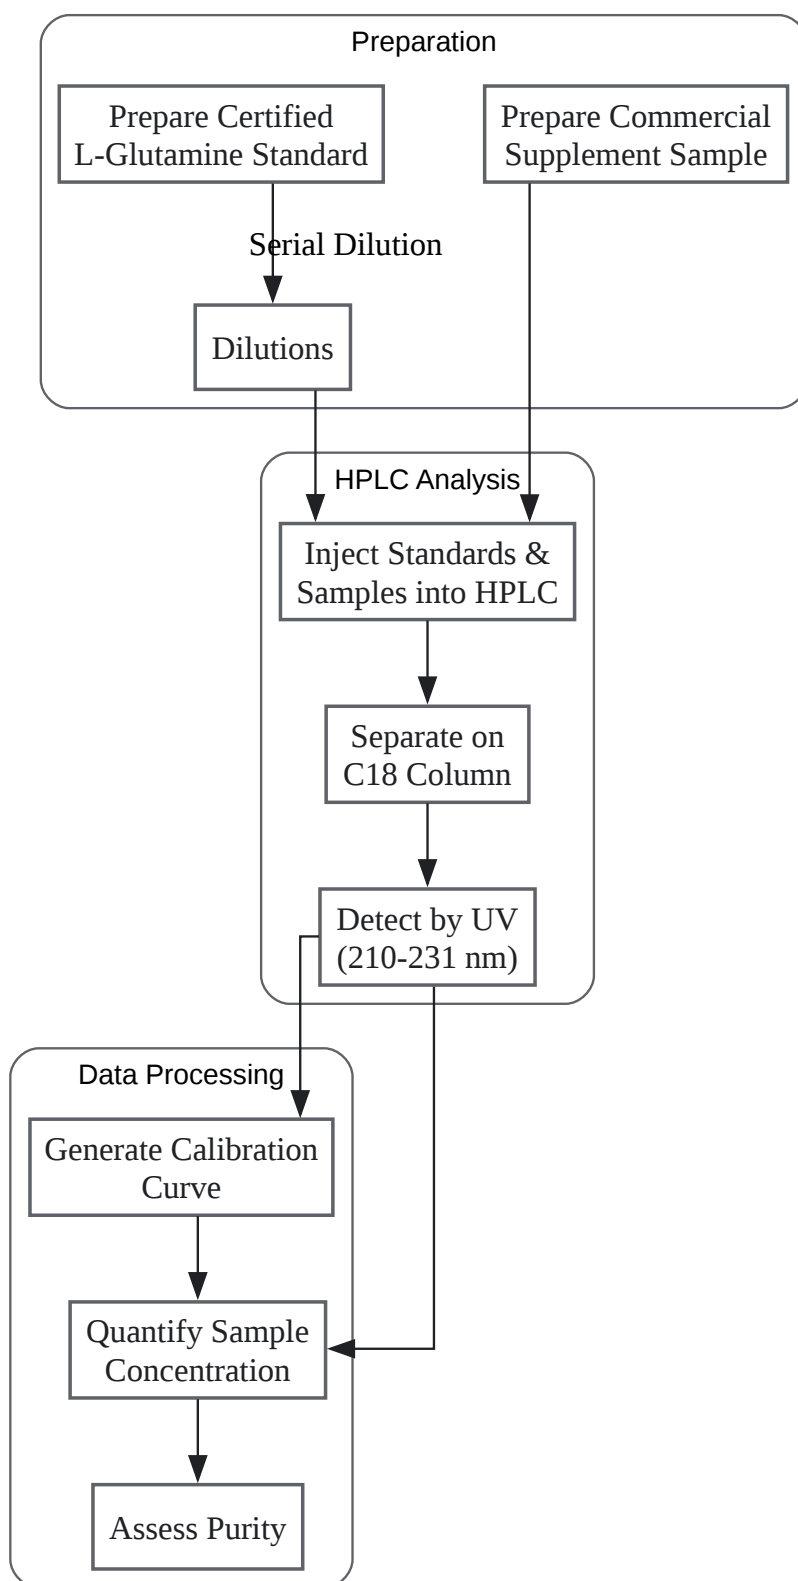 Preparation
Prepare Certified
L-Glutamine Standard
Prepare Commercial
Supplement Sample
Serial Dilution
Dilutions
HPLC Analysis
Inject Standards &
Samples into HPLC
Separate on
C18 Column
Detect by UV
(210-231 nm)
Data Processing
Generate Calibration
Curve
Quantify Sample
Concentration
Assess Purity